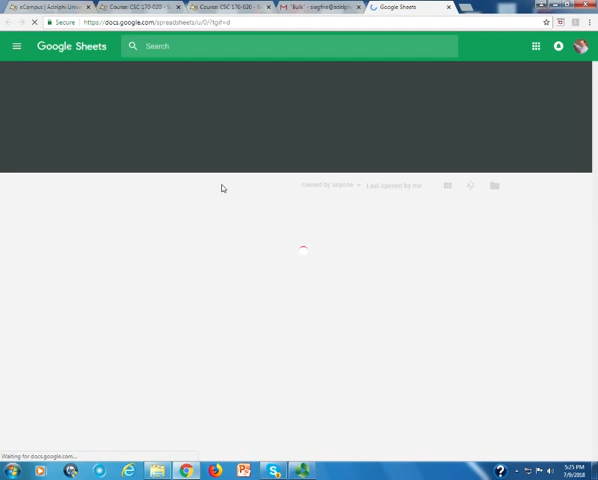 eCampus | Adelphi Univ
Course: CSC 170-020 - S
Course: CSC 170-020 - S
Google Sheets
Secure
https://docs.google.com/spreadsheets/u/0/?tgif=d
Google Sheets
Search
Owned by anyone
Last opened by me
Waiting for docs.google.com...
5:25 PM
7/9/2018